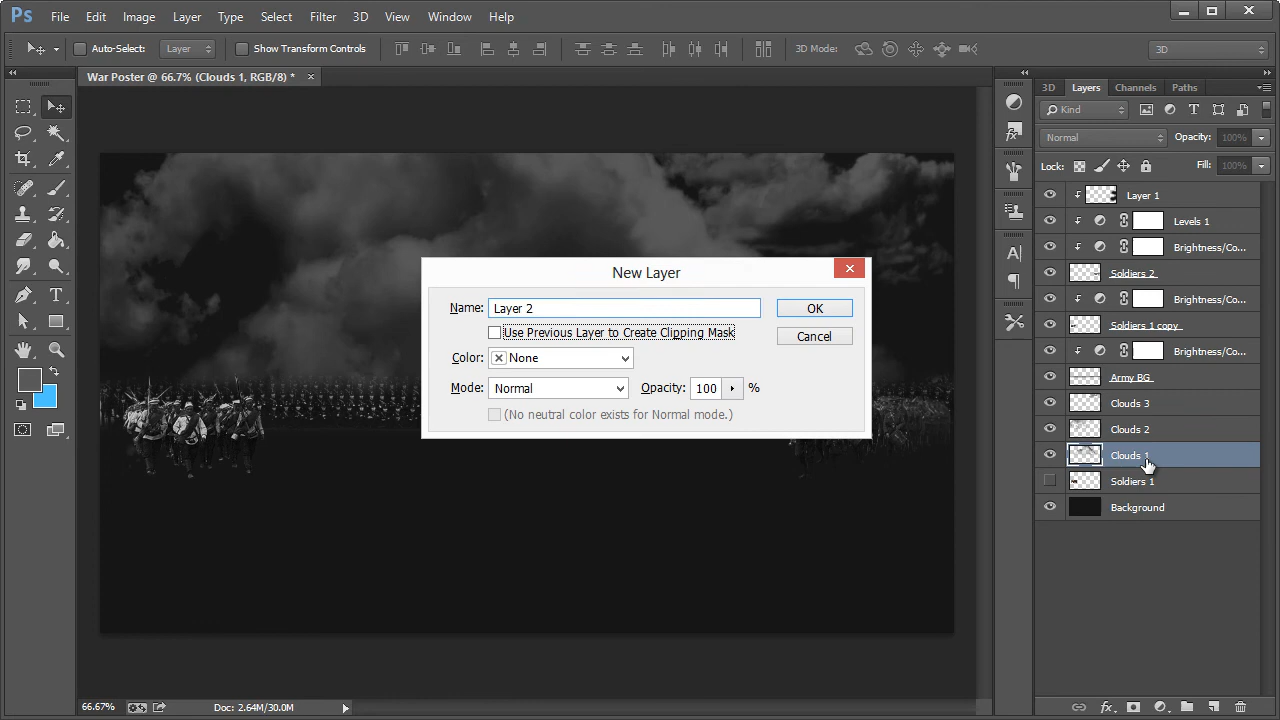 Ps File Edit Image Layer Type Select Filter 3D View Window Help
Auto-Select: Layer Show Transform Controls 3D Mode: 3D
War Poster @ 66.7% (Clouds 1, RGB/8) * ×
3D Layers Channels Paths
Kind
Normal Opacity: 100%
Lock: Fill: 100%
Layer 1
Levels 1
Brightness/Co...
Soldiers 2
Brightness/Co...
Soldiers 1 copy
Brightness/Co...
Army BG
Clouds 3
Clouds 2
Clouds 1
Soldiers 1
Background
New Layer
Name: Layer 2 OK
Use Previous Layer to Create Clipping Mask Cancel
Color: None
Mode: Normal Opacity: 100 %
(No neutral color exists for Normal mode.)
66.67% Doc: 2.64M/30.0M